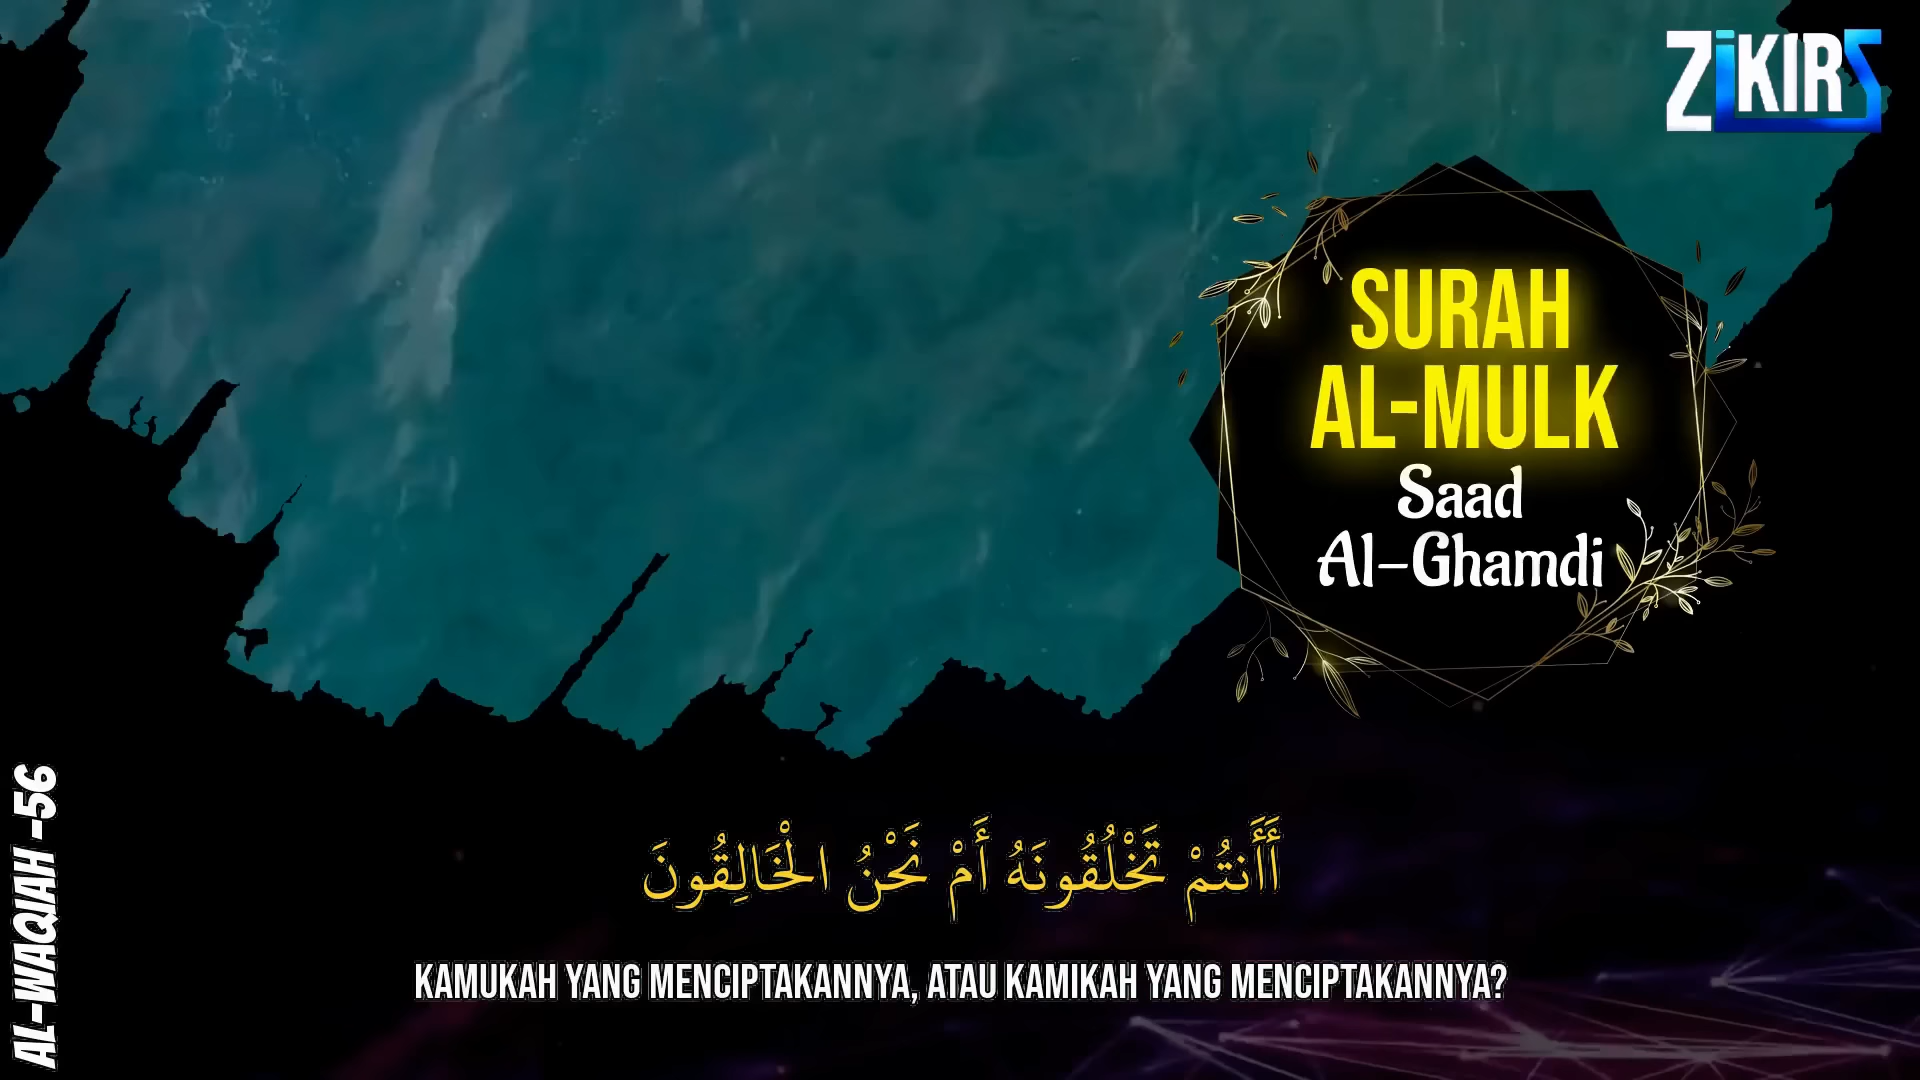 ZiKIRS
SURAH
AL-MULK
Saad
Al-Ghamdi
أَأَنتُمْ تَخْلُقُونَهُ أَمْ نَحْنُ الْخَالِقُونَ
KAMUKAH YANG MENCIPTAKANNYA, ATAU KAMIKAH YANG MENCIPTAKANNYA?
AL-WAQIAH -56